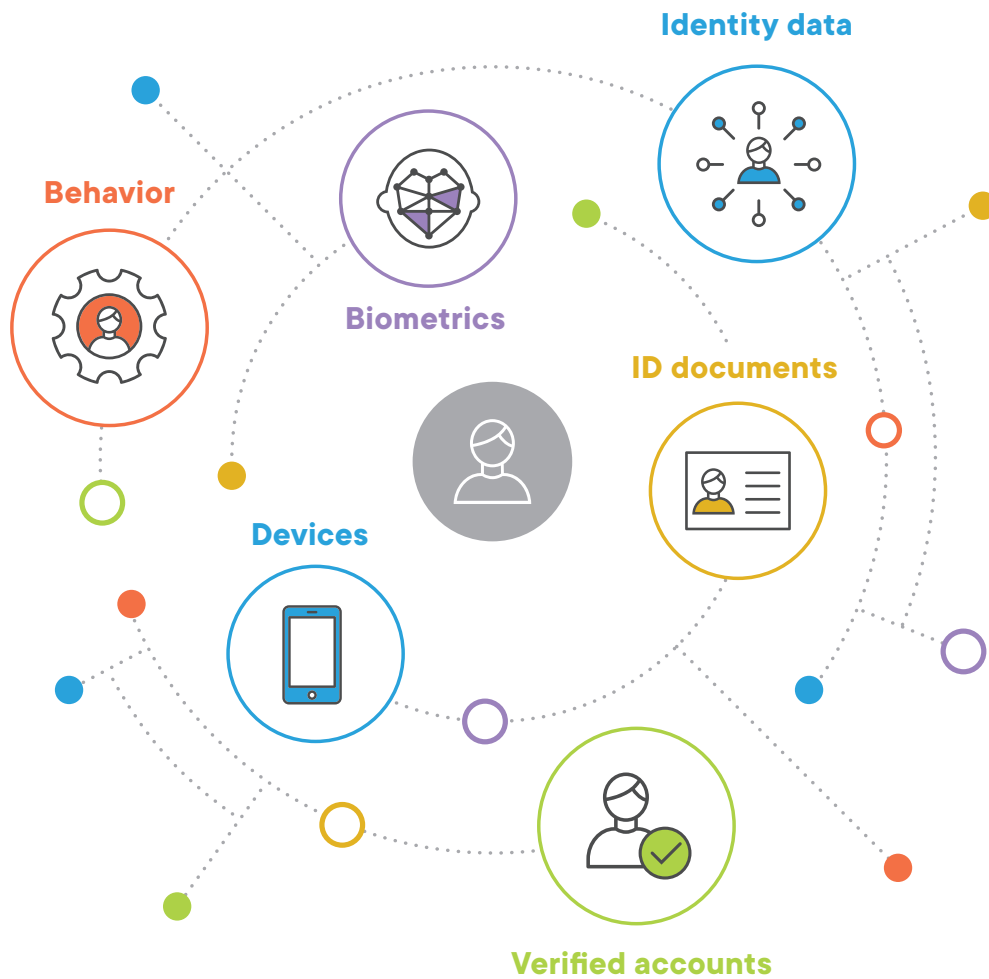 Identity data
Behavior
Biometrics
ID documents
Devices
Verified accounts